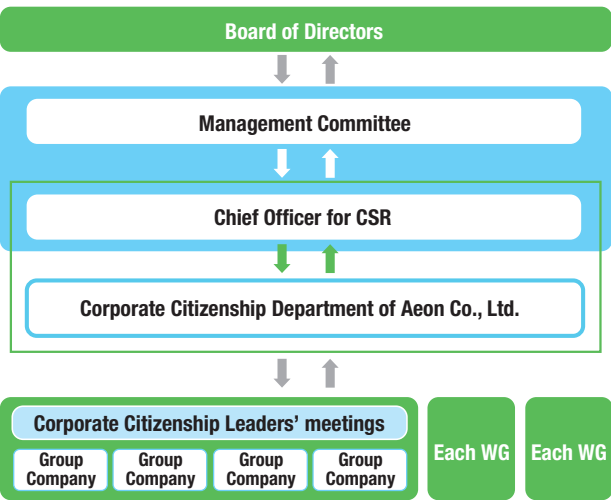 Board of Directors
Management Committee
Chief Officer for CSR
Corporate Citizenship Department of Aeon Co., Ltd.
Corporate Citizenship Leaders’ meetings
Group
Company
Group
Company
Group
Company
Group
Company
Each WG
Each WG